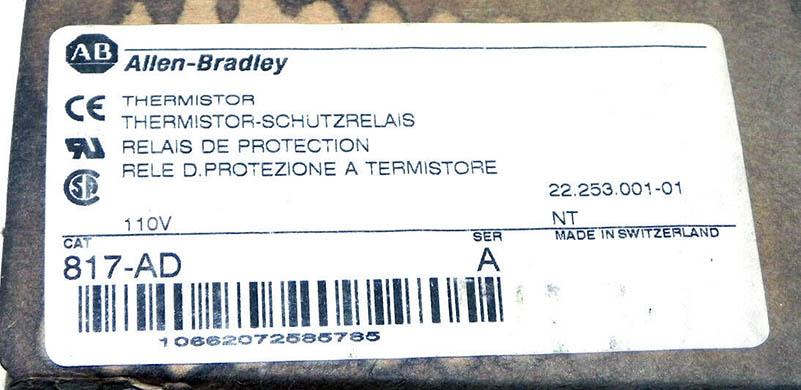 AB Allen-Bradley
CE THERMISTOR
THERMISTOR-SCHUTZRELAIS
RELAIS DE PROTECTION
RELE D.PROTEZIONE A TERMISTORE
22.253.001-01
110V NT
CAT SER MADE IN SWITZERLAND
817-AD A
10662072585785